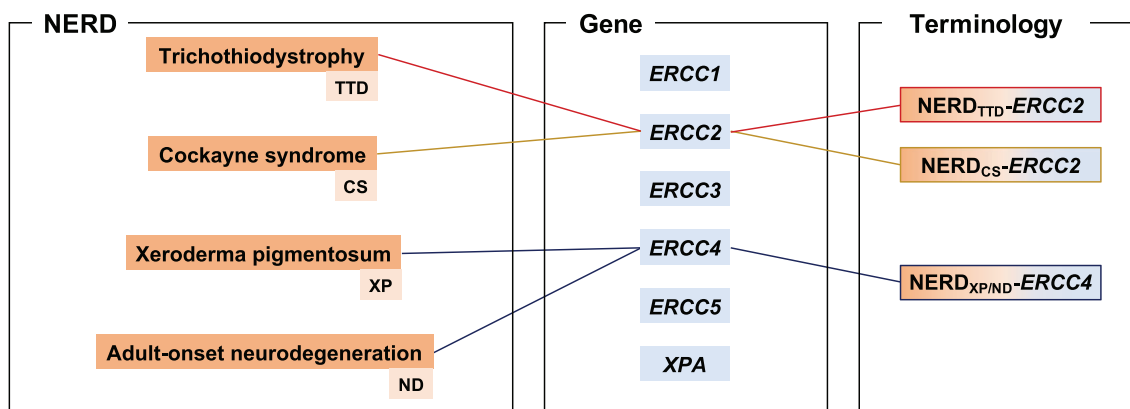 NERD
Trichothiodystrophy
TTD
Cockayne syndrome
CS
Xeroderma pigmentosum
XP
Adult-onset neurodegeneration
ND
Gene
ERCC1
ERCC2
ERCC3
ERCC4
ERCC5
XPA
Terminology
NERDTTD-ERCC2
NERDCS-ERCC2
NERDXP/ND-ERCC4